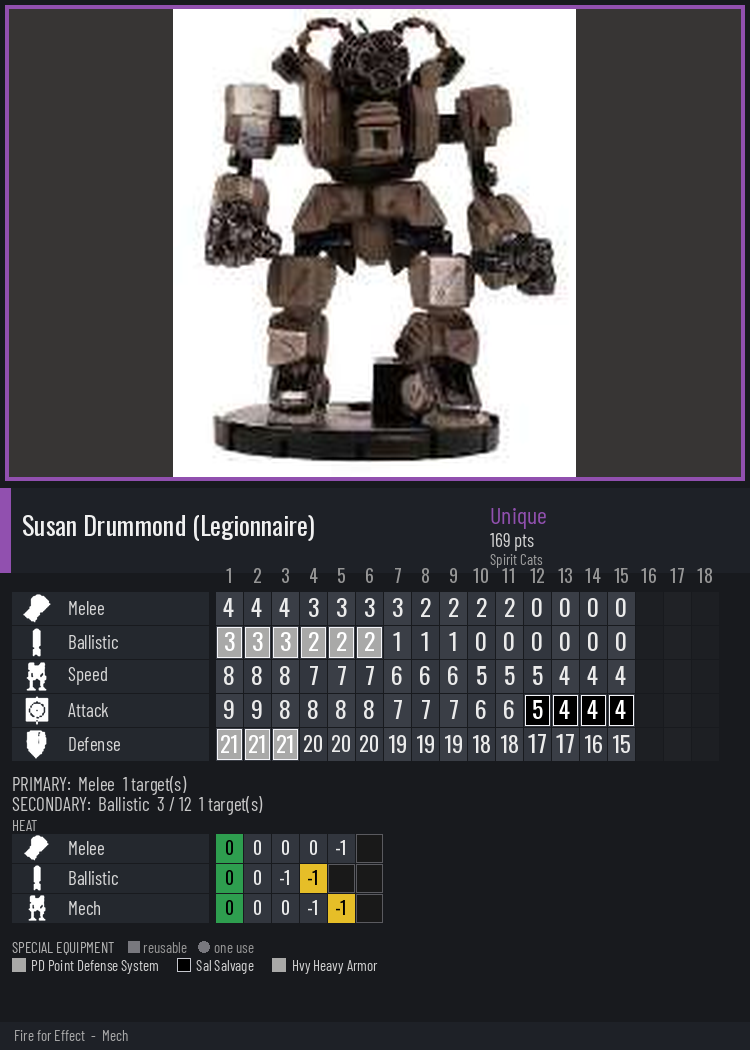 Susan Drummond (Legionnaire)
Unique
169 pts
Spirit Cats
1 2 3 4 5 6 7 8 9 10 11 12 13 14 15 16 17 18
Melee 4 4 4 3 3 3 3 2 2 2 2 0 0 0 0
Ballistic 3 3 3 2 2 2 1 1 1 0 0 0 0 0 0
Speed 8 8 8 7 7 7 6 6 6 5 5 5 4 4 4
Attack 9 9 8 8 8 8 7 7 7 6 6 5 4 4 4
Defense 21 21 21 20 20 20 19 19 19 18 18 17 17 16 15
PRIMARY: Melee 1 target(s)
SECONDARY: Ballistic 3 / 12 1 target(s)
HEAT
Melee 0 0 0 0 -1
Ballistic 0 0 -1 -1
Mech 0 0 0 -1 -1
SPECIAL EQUIPMENT reusable one use
PD Point Defense System Sal Salvage Hvy Heavy Armor
Fire for Effect - Mech